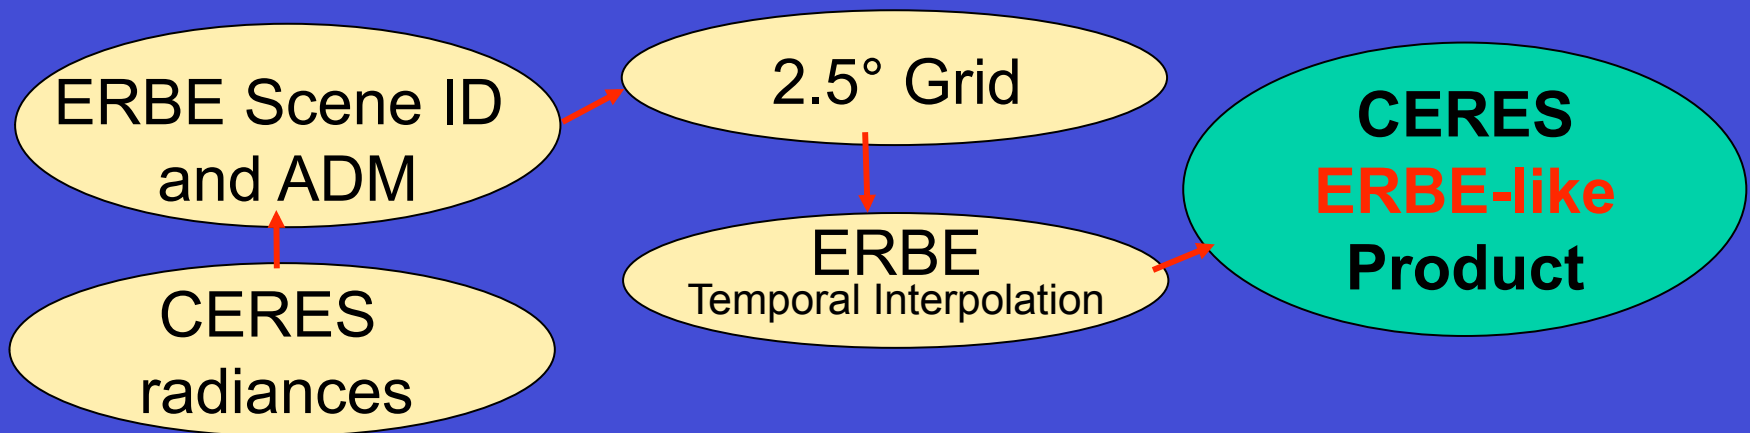 ERBE Scene ID
and ADM
CERES
radiances
2.5° Grid
ERBE
Temporal Interpolation
CERES
ERBE-like
Product